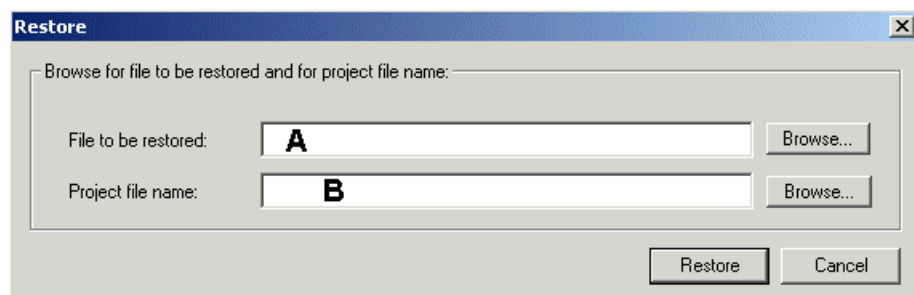 Restore
Browse for file to be restored and for project file name:
File to be restored: A Browse...
Project file name: B Browse...
Restore Cancel